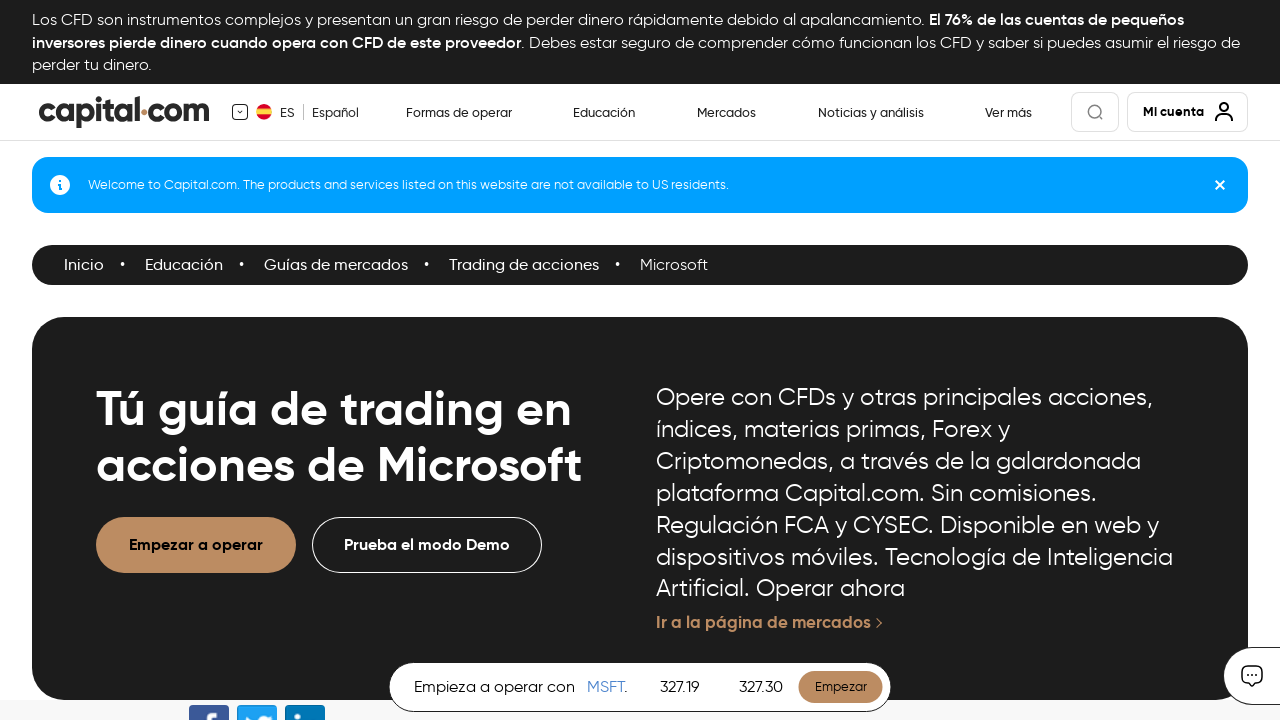 Los CFD son instrumentos complejos y presentan un gran riesgo de perder dinero rápidamente debido al apalancamiento. El 76% de las cuentas de pequeños
inversores pierde dinero cuando opera con CFD de este proveedor. Debes estar seguro de comprender cómo funcionan los CFD y saber si puedes asumir el riesgo de
perder tu dinero.
capital.com ES Español Formas de operar Educación Mercados Noticias y análisis Ver más Mi cuenta
Welcome to Capital.com. The products and services listed on this website are not available to US residents.
Inicio • Educación • Guías de mercados • Trading de acciones • Microsoft
Tú guía de trading en
acciones de Microsoft
Empezar a operar Prueba el modo Demo
Opere con CFDs y otras principales acciones,
índices, materias primas, Forex y
Criptomonedas, a través de la galardonada
plataforma Capital.com. Sin comisiones.
Regulación FCA y CYSEC. Disponible en web y
dispositivos móviles. Tecnología de Inteligencia
Artificial. Operar ahora
Ir a la página de mercados
Empieza a operar con MSFT. 327.19 327.30 Empezar